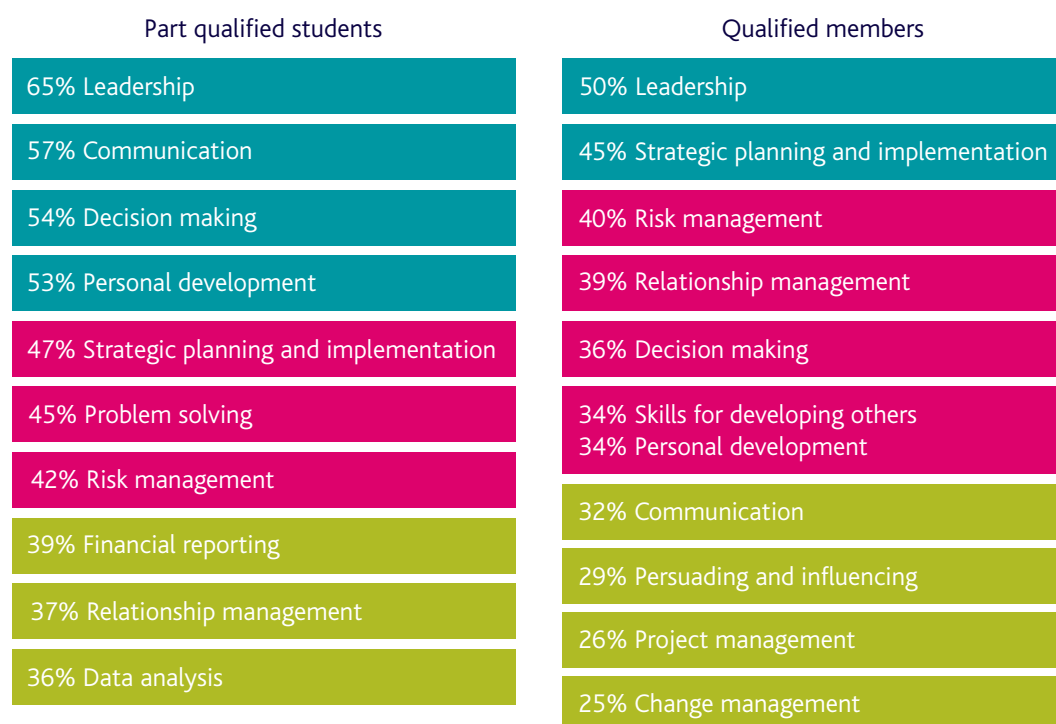 Part qualified students
65% Leadership
57% Communication
54% Decision making
53% Personal development
47% Strategic planning and implementation
45% Problem solving
42% Risk management
39% Financial reporting
37% Relationship management
36% Data analysis
Qualified members
50% Leadership
45% Strategic planning and implementation
40% Risk management
39% Relationship management
36% Decision making
34% Skills for developing others
34% Personal development
32% Communication
29% Persuading and influencing
26% Project management
25% Change management